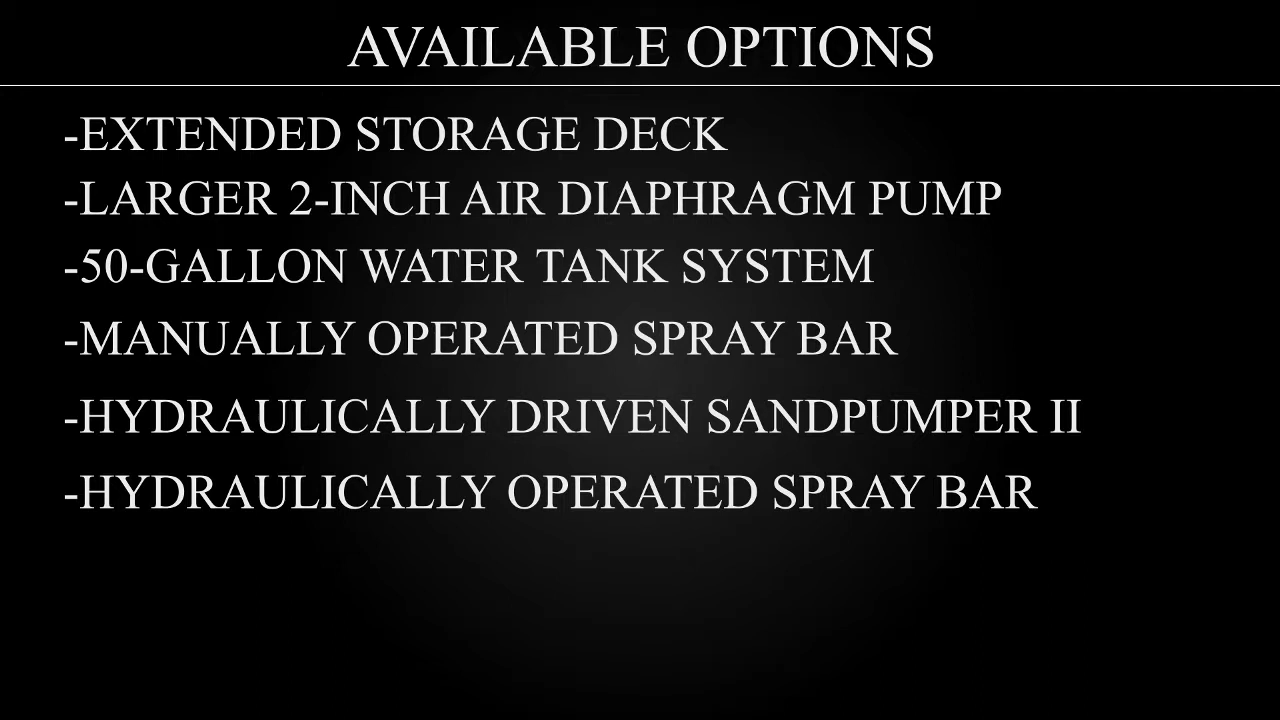 AVAILABLE OPTIONS
-EXTENDED STORAGE DECK
-LARGER 2-INCH AIR DIAPHRAGM PUMP
-50-GALLON WATER TANK SYSTEM
-MANUALLY OPERATED SPRAY BAR
-HYDRAULICALLY DRIVEN SANDPUMPER II
-HYDRAULICALLY OPERATED SPRAY BAR